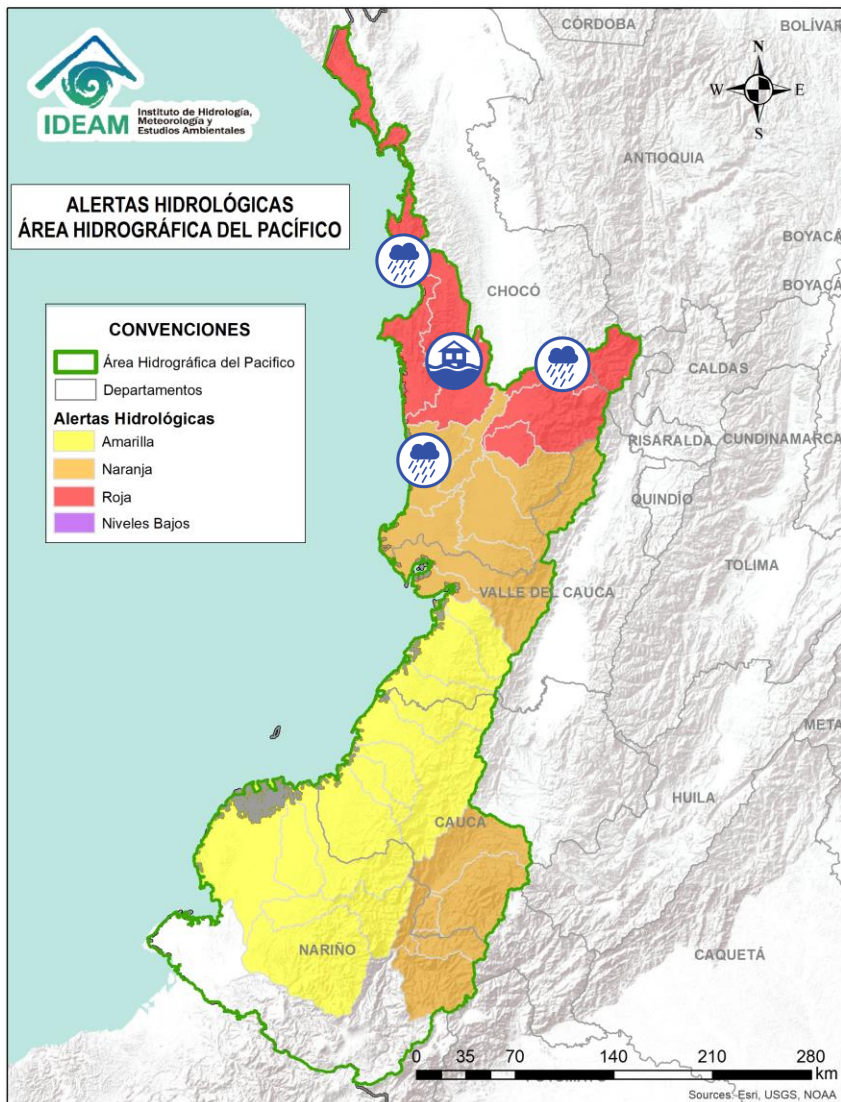 CÓRDOBA
BOLÍVAR
IDEAM
Instituto de Hidrología,
Meteorología y
Estudios Ambientales
N
W
E
S
ANTIOQUIA
ALERTAS HIDROLÓGICAS
ÁREA HIDROGRÁFICA DEL PACÍFICO
BOYACÁ
BOYACÁ
CHOCÓ
CONVENCIONES
Área Hidrográfica del Pacifico
Departamentos
Alertas Hidrológicas
Amarilla
Naranja
Roja
Niveles Bajos
CALDAS
RISARALDA
CUNDINAMARCA
QUINDÍO
TOLIMA
VALLE DEL CAUCA
META
HUILA
CAUCA
NARIÑO
CAQUETÁ
0 35 70 140 210 280
km
Sources: Esri, USGS, NOAA